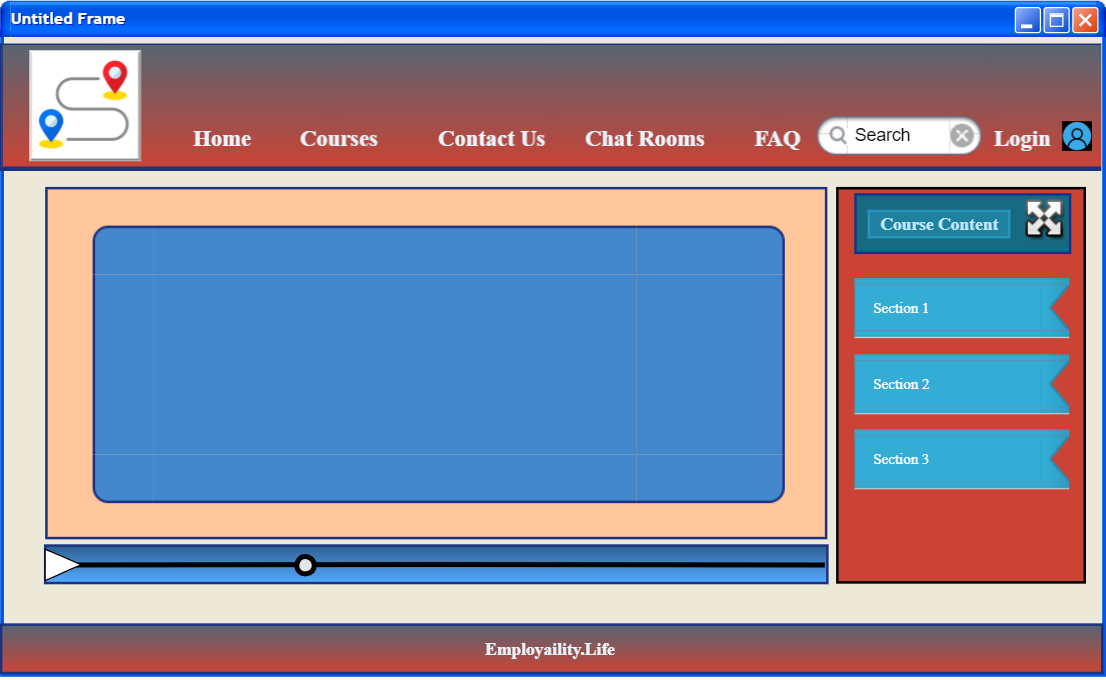 Untitled Frame
Home Courses Contact Us Chat Rooms FAQ Search Login
Course Content
Section 1
Section 2
Section 3
Employaility.Life